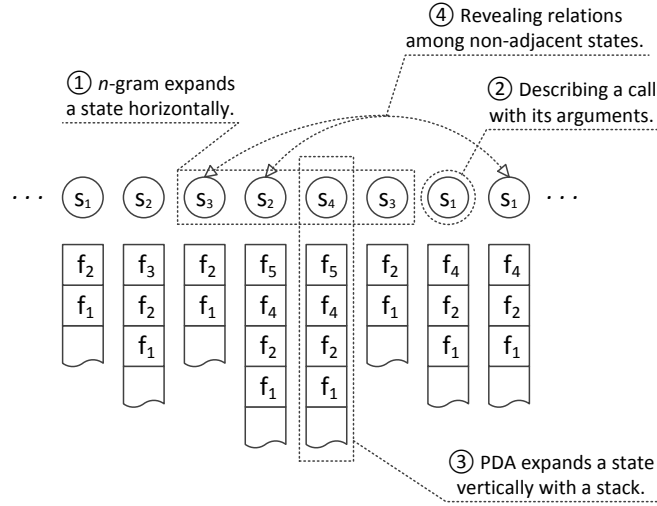 ④ Revealing relations
among non-adjacent states.
① n-gram expands
a state horizontally.
② Describing a call
with its arguments.
··· s₁ s₂ s₃ s₂ s₄ s₃ s₁ s₁ ···
f₂ f₃ f₂ f₅ f₅ f₂ f₄ f₄
f₁ f₂ f₁ f₄ f₄ f₁ f₂ f₂
f₁ f₂ f₂ f₁ f₁
f₁ f₁
③ PDA expands a state
vertically with a stack.